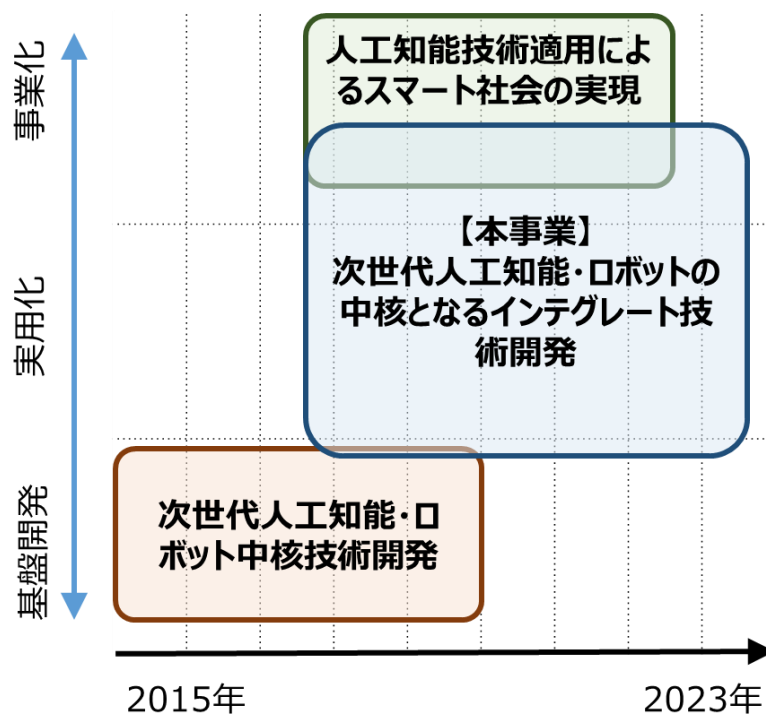 事業化
人工知能技術適用によ
るスマート社会の実現
【本事業】
次世代人工知能・ロボットの
中核となるインテグレート技
術開発
実用化
次世代人工知能・ロ
ボット中核技術開発
基盤開発
2015年
2023年